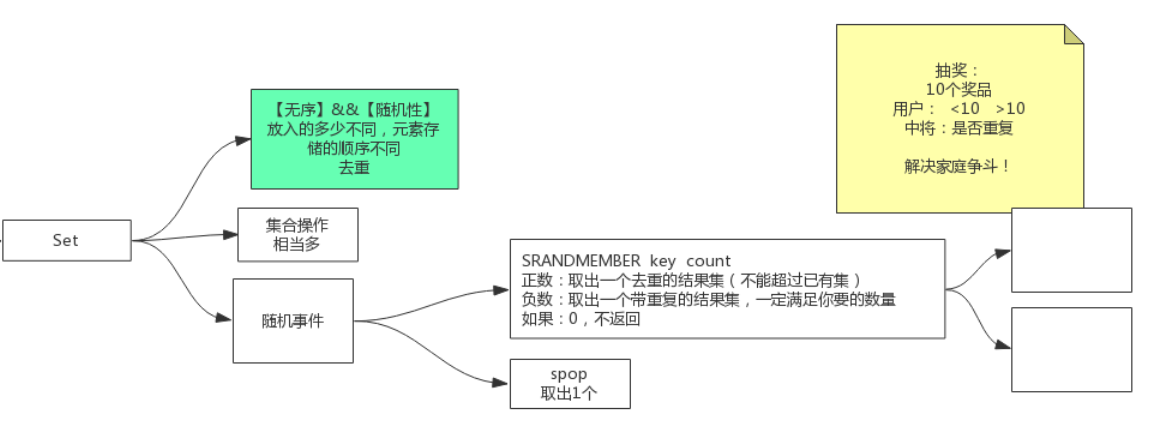 Set
【无序】&&【随机性】
放入的多少不同，元素存
储的顺序不同
去重
集合操作
相当多
随机事件
SRANDMEMBER key count
正数：取出一个去重的结果集（不能超过已有集）
负数：取出一个带重复的结果集，一定满足你要的数量
如果：0，不返回
spop
取出1个
抽奖：
10个奖品
用户： <10 >10
中将：是否重复
解决家庭争斗！